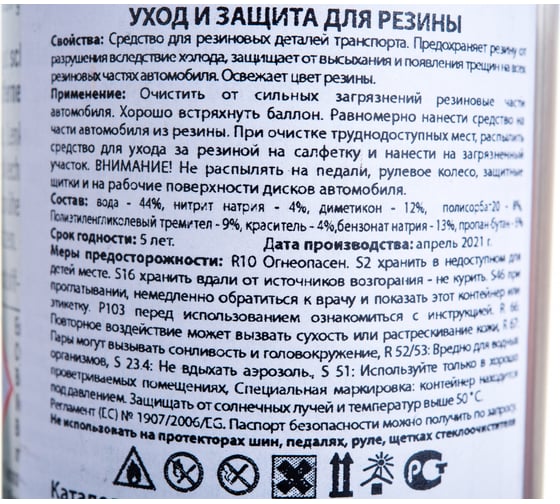 УХОД И ЗАЩИТА ДЛЯ РЕЗИНЫ
Свойства: Средство для резиновых деталей транспорта. Предохраняет резину от
разрушения вследствие холода, защищает от высыхания и появления трещин на всех
резиновых частях автомобиля. Освежает цвет резины.
Применение: Очистить от сильных загрязнений резиновые части
автомобиля. Хорошо встряхнуть баллон. Равномерно нанести средство на
части автомобиля из резины. При очистке труднодоступных мест, распылить
средство для ухода за резиной на салфетку и нанести на загрязненный
участок. ВНИМАНИЕ! Не распылять на педали, рулевое колесо, защитные
щитки и на рабочие поверхности дисков автомобиля.
Состав: вода - 44%, нитрит натрия - 4%, диметикон - 12%, полисорбат20 - 8%,
Полиэтиленгликолевый тремител - 9%, краситель - 4%, бензонат натрия - 13%, пропан-бутан - 6%
Срок годности: 5 лет. Дата производства: апрель 2021 г.
Меры предосторожности: R10 Огнеопасен. S2 хранить в недоступном для
детей месте. S16 хранить вдали от источников возгорания - не курить. S46 при
проглатывании, немедленно обратиться к врачу и показать этот контейнер или
этикетку. P103 перед использованием ознакомиться с инструкцией. R 66:
Повторное воздействие может вызвать сухость или растрескивание кожи, R 67:
Пары могут вызывать сонливость и головокружение, R 52/53: Вредно для водных
организмов, S 23.4: Не вдыхать аэрозоль., S 51: Используйте только в хорошо
проветриваемых помещениях, Специальная маркировка: контейнер находится
под давлением. Защищать от солнечных лучей и температур выше 50 °C.
Регламент (EC) № 1907/2006/EG. Паспорт безопасности можно получить по запросу.
Не использовать на протекторах шин, педалях, руле, щетках стеклоочистителя
РСТ